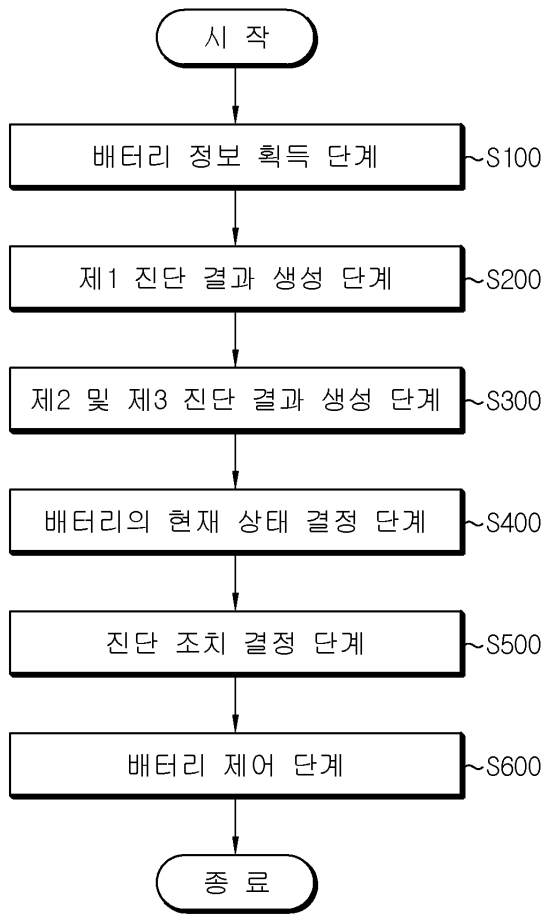 시 작
배터리 정보 획득 단계 ~S100
제1 진단 결과 생성 단계 ~S200
제2 및 제3 진단 결과 생성 단계 ~S300
배터리의 현재 상태 결정 단계 ~S400
진단 조치 결정 단계 ~S500
배터리 제어 단계 ~S600
종 료